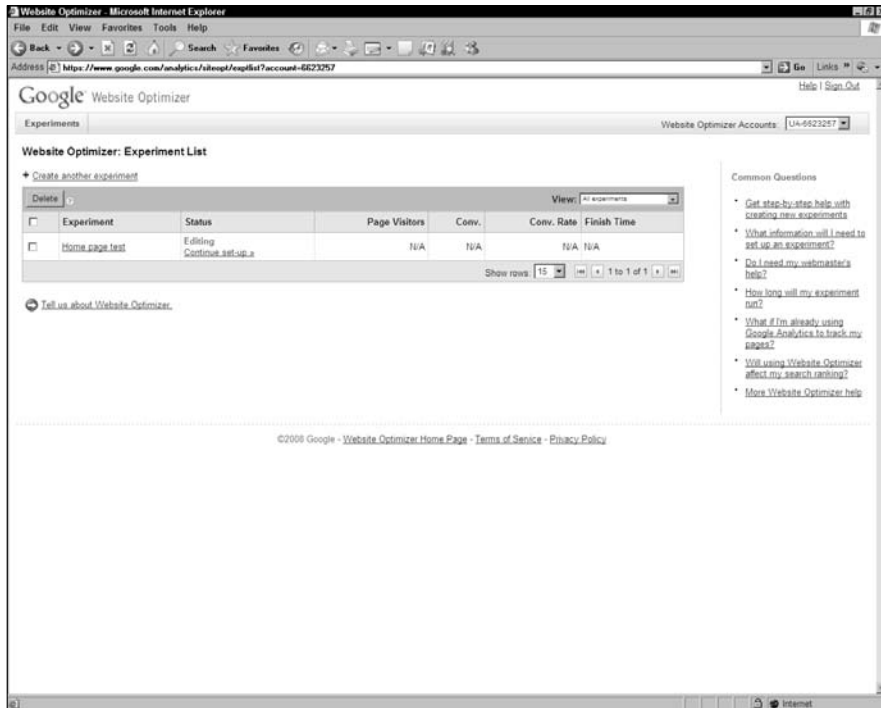 Website Optimizer - Microsoft Internet Explorer
File Edit View Favorites Tools Help
Back Search Favorites
Address https://www.google.com/analytics/siteopt/exptlist?account=6623257 Go Links »
Google Website Optimizer
Help | Sign Out
Experiments
Website Optimizer Accounts: UA-6623257
Website Optimizer: Experiment List
+ Create another experiment
Delete ? View: All experiments
Experiment Status Page Visitors Conv. Conv. Rate Finish Time
Home page test Editing N/A N/A N/A N/A
Continue set-up »
Show rows: 15 1 to 1 of 1
Tell us about Website Optimizer.
Common Questions
• Get step-by-step help with
creating new experiments
• What information will I need to
set up an experiment?
• Do I need my webmaster's
help?
• How long will my experiment
run?
• What if I'm already using
Google Analytics to track my
pages?
• Will using Website Optimizer
affect my search ranking?
• More Website Optimizer help
©2008 Google - Website Optimizer Home Page - Terms of Service - Privacy Policy
Internet